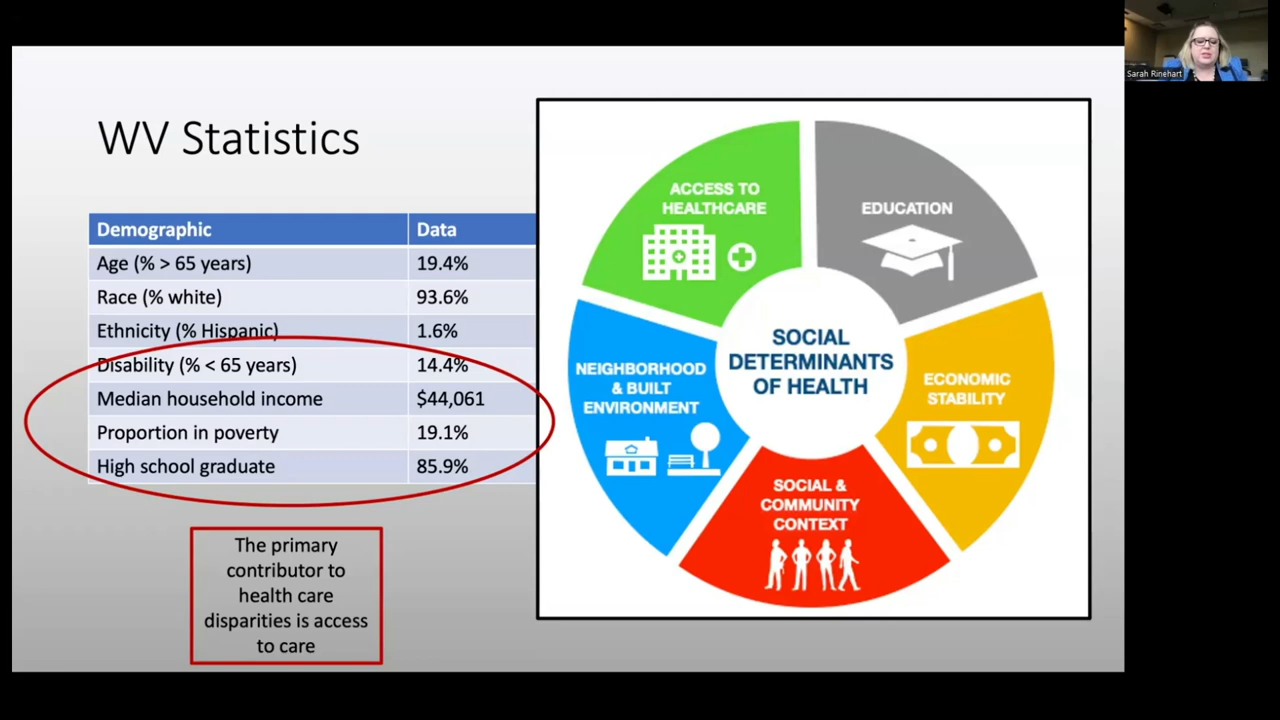 Sarah Rinehart
WV Statistics
Demographic Data
Age (% > 65 years) 19.4%
Race (% white) 93.6%
Ethnicity (% Hispanic) 1.6%
Disability (% < 65 years) 14.4%
Median household income $44,061
Proportion in poverty 19.1%
High school graduate 85.9%
The primary
contributor to
health care
disparities is access
to care
ACCESS TO
HEALTHCARE
EDUCATION
SOCIAL
DETERMINANTS
OF HEALTH
NEIGHBORHOOD
& BUILT
ENVIRONMENT
ECONOMIC
STABILITY
SOCIAL &
COMMUNITY
CONTEXT